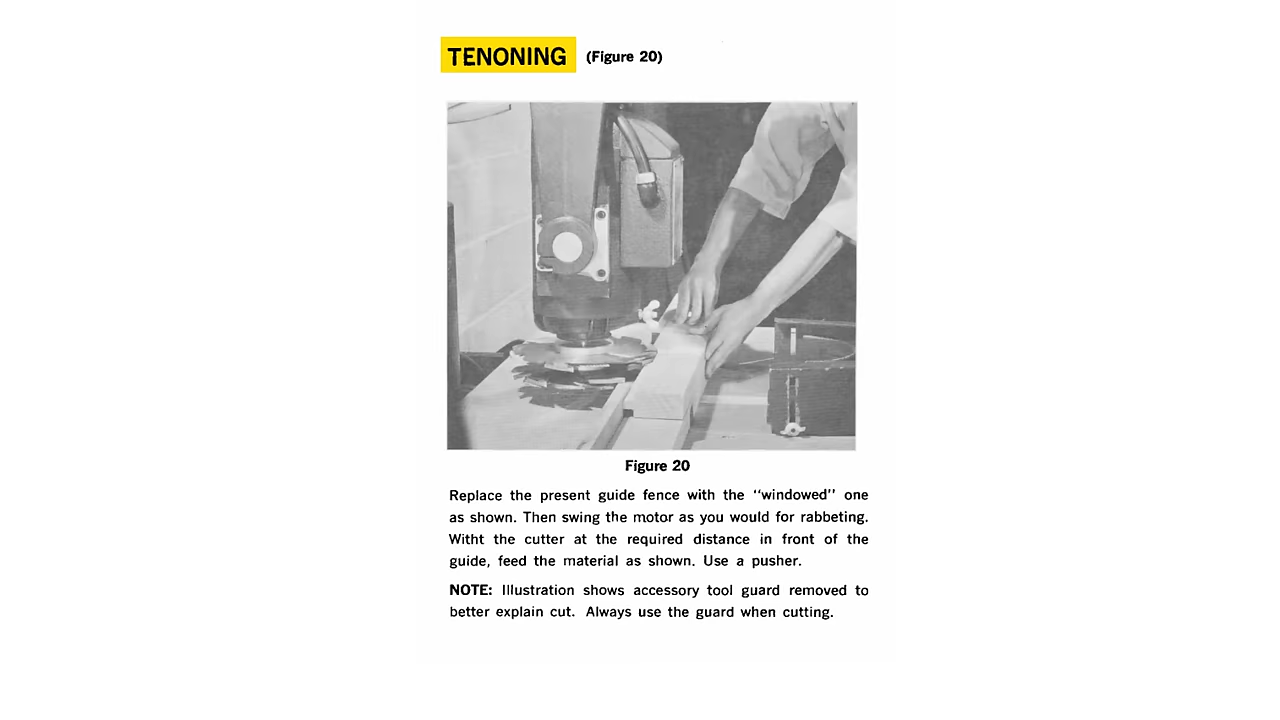 TENONING (Figure 20)
Figure 20
Replace the present guide fence with the "windowed" one
as shown. Then swing the motor as you would for rabbeting.
Witht the cutter at the required distance in front of the
guide, feed the material as shown. Use a pusher.
NOTE: Illustration shows accessory tool guard removed to
better explain cut. Always use the guard when cutting.